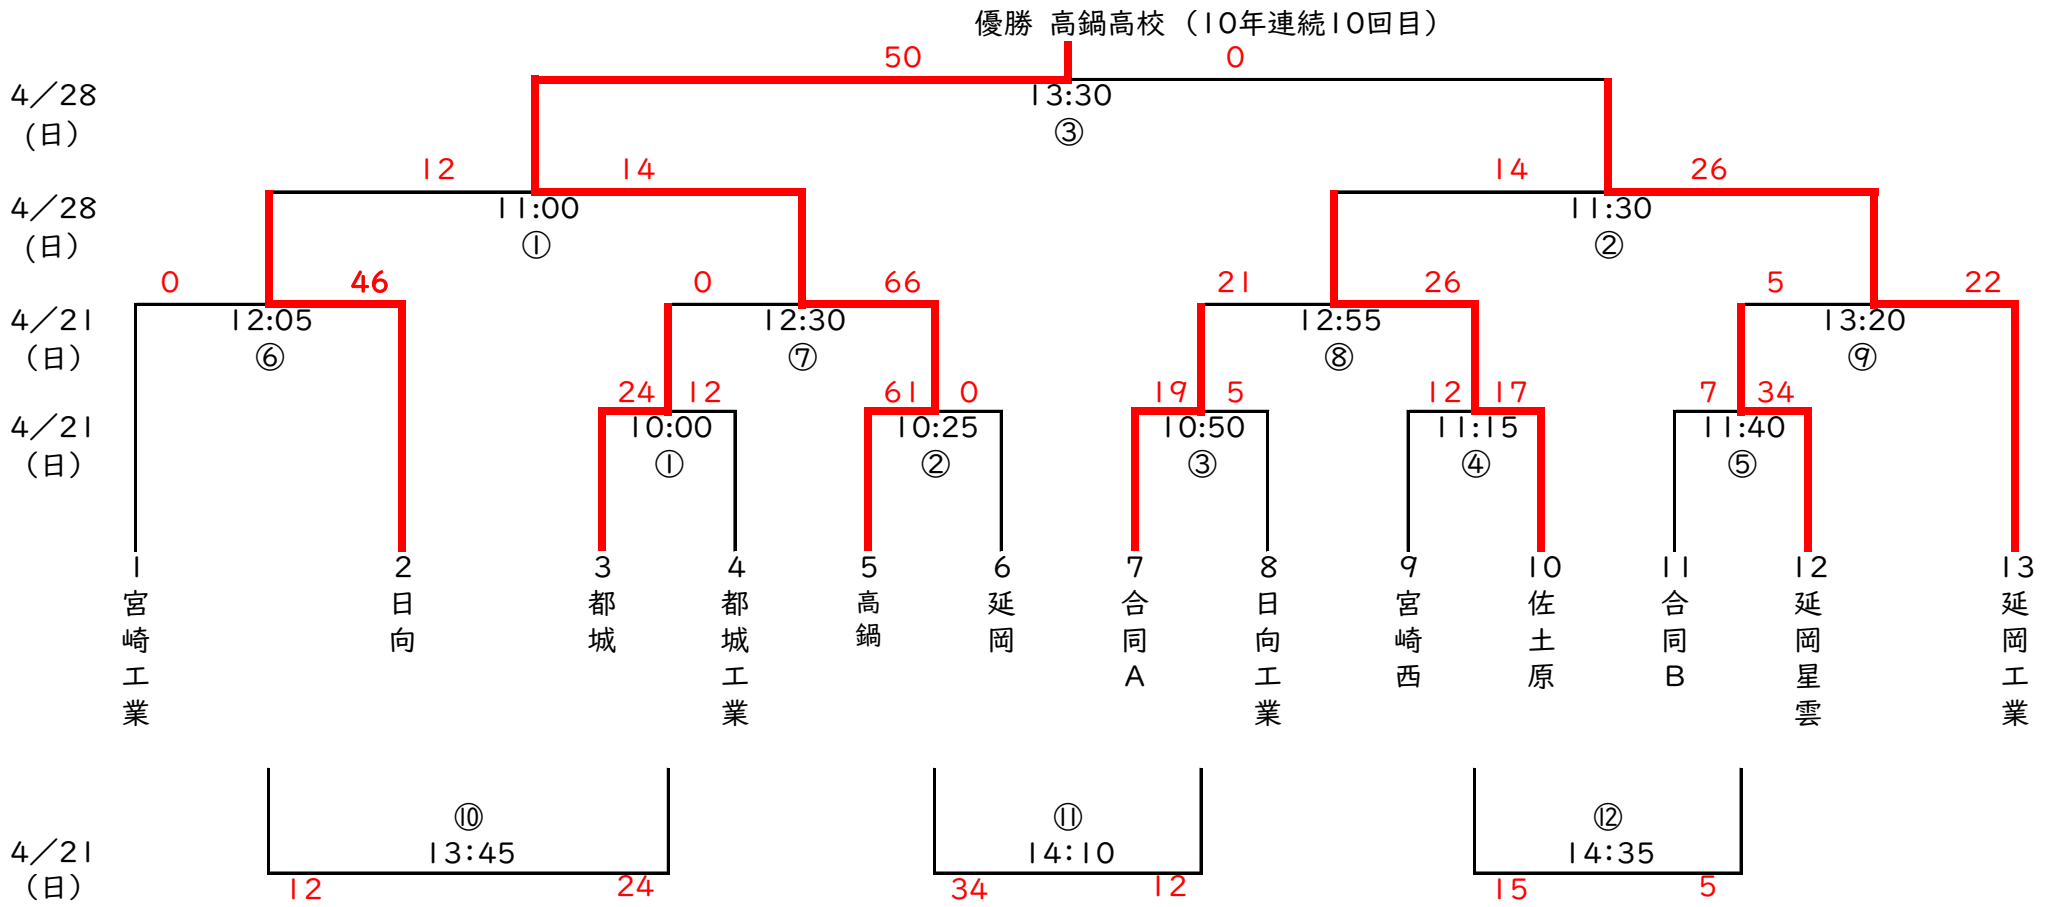 優勝 高鍋高校（10年連続10回目）
50 0
4／28
(日)
13:30
③
12 14 14 26
4／28
(日)
11:00 11:30
① ②
0 46 0 66 21 26 5 22
4／21
(日)
12:05 12:30 12:55 13:20
⑥ ⑦ ⑧ ⑨
24 12 61 0 19 5 12 17 7 34
4／21
(日)
10:00 10:25 10:50 11:15 11:40
① ② ③ ④ ⑤
1 2 3 4 5 6 7 8 9 10 11 12 13
宮崎工業
日向
都城
都城工業
高鍋
延岡
合同A
日向工業
宮崎西
佐土原
合同B
延岡星雲
延岡工業
⑩ ⑪ ⑫
4／21
(日)
13:45 14:10 14:35
12 24 34 12 15 5